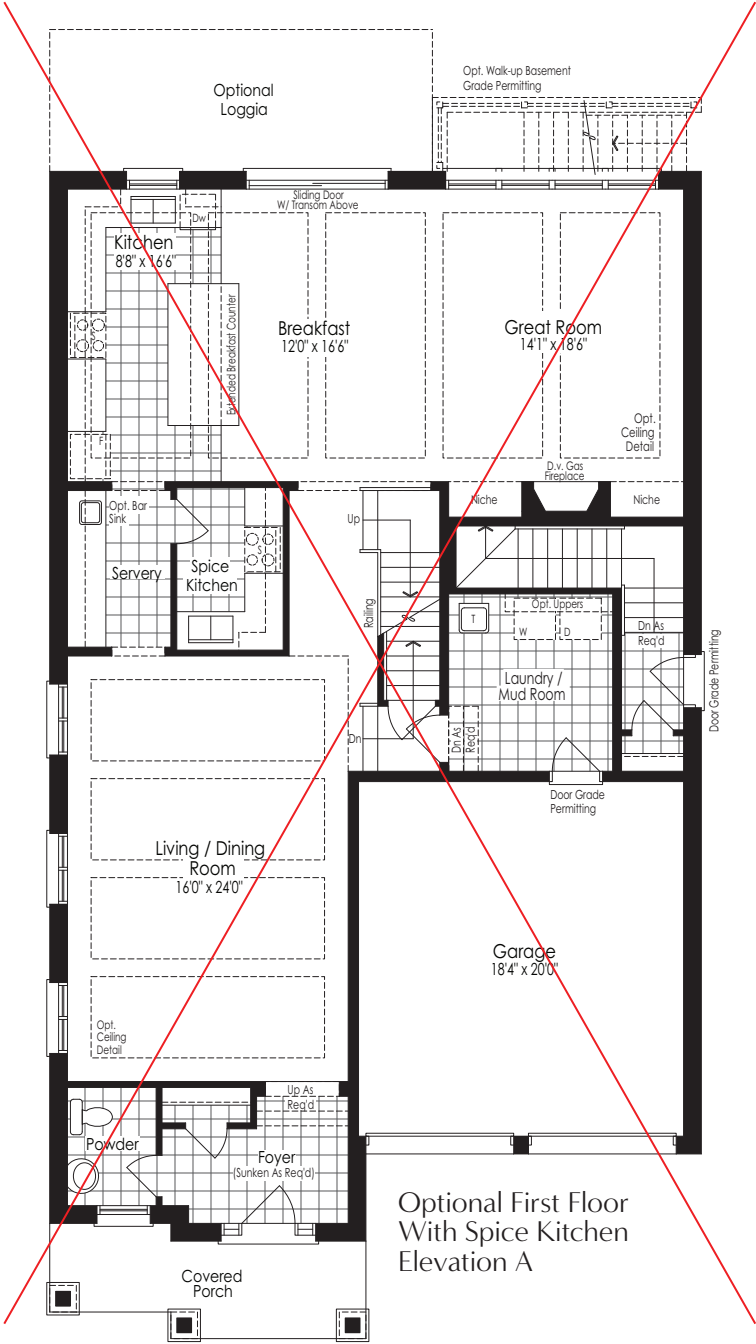 Opt. Walk-up Basement
Grade Permitting
Optional
Loggia
Sliding Door
W/ Transom Above
Dw
Kitchen
8'8" x 16'6"
Extended Breakfast Counter
Breakfast
12'0" x 16'6"
Great Room
14'1" x 18'6"
S
F
Opt.
Ceiling
Detail
D.v. Gas
Fireplace
Niche
Niche
Opt. Bar
Sink
Servery
Spice
Kitchen
S
Up
Railing
Opt. Uppers
T
W
D
Dn As
Req'd
Door Grade Permitting
Laundry /
Mud Room
Dn
Dn As
Req'd
Door Grade
Permitting
Living / Dining
Room
16'0" x 24'0"
Garage
18'4" x 20'0"
Opt.
Ceiling
Detail
Up As
Req'd
Powder
Foyer
(Sunken As Req'd)
Optional First Floor
With Spice Kitchen
Elevation A
Covered
Porch